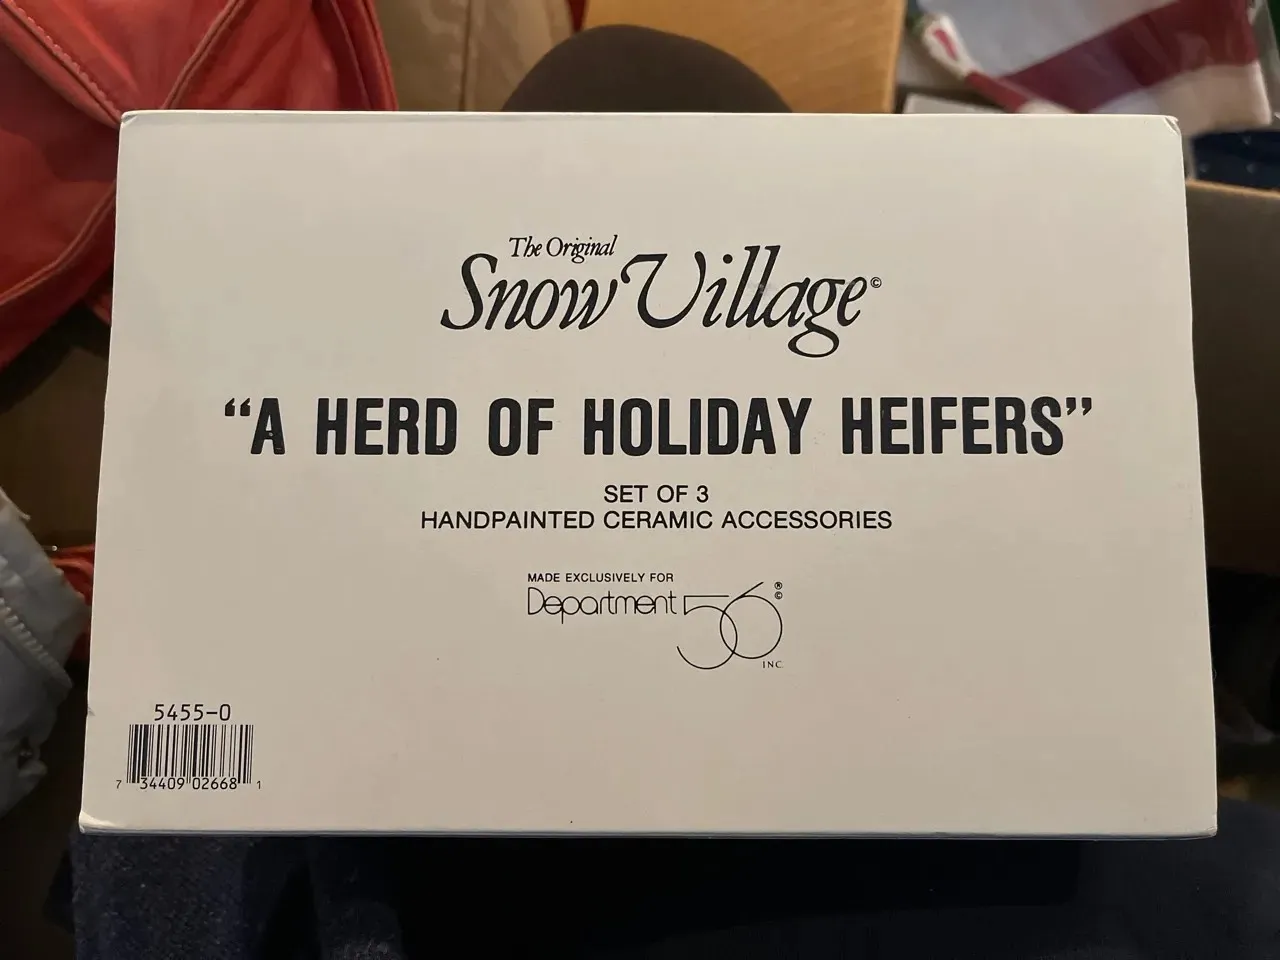 The Original
Snow Village©
“A HERD OF HOLIDAY HEIFERS”
SET OF 3
HANDPAINTED CERAMIC ACCESSORIES
MADE EXCLUSIVELY FOR
Department 56 ® ©
INC.
5455-0
7 34409 02668 1